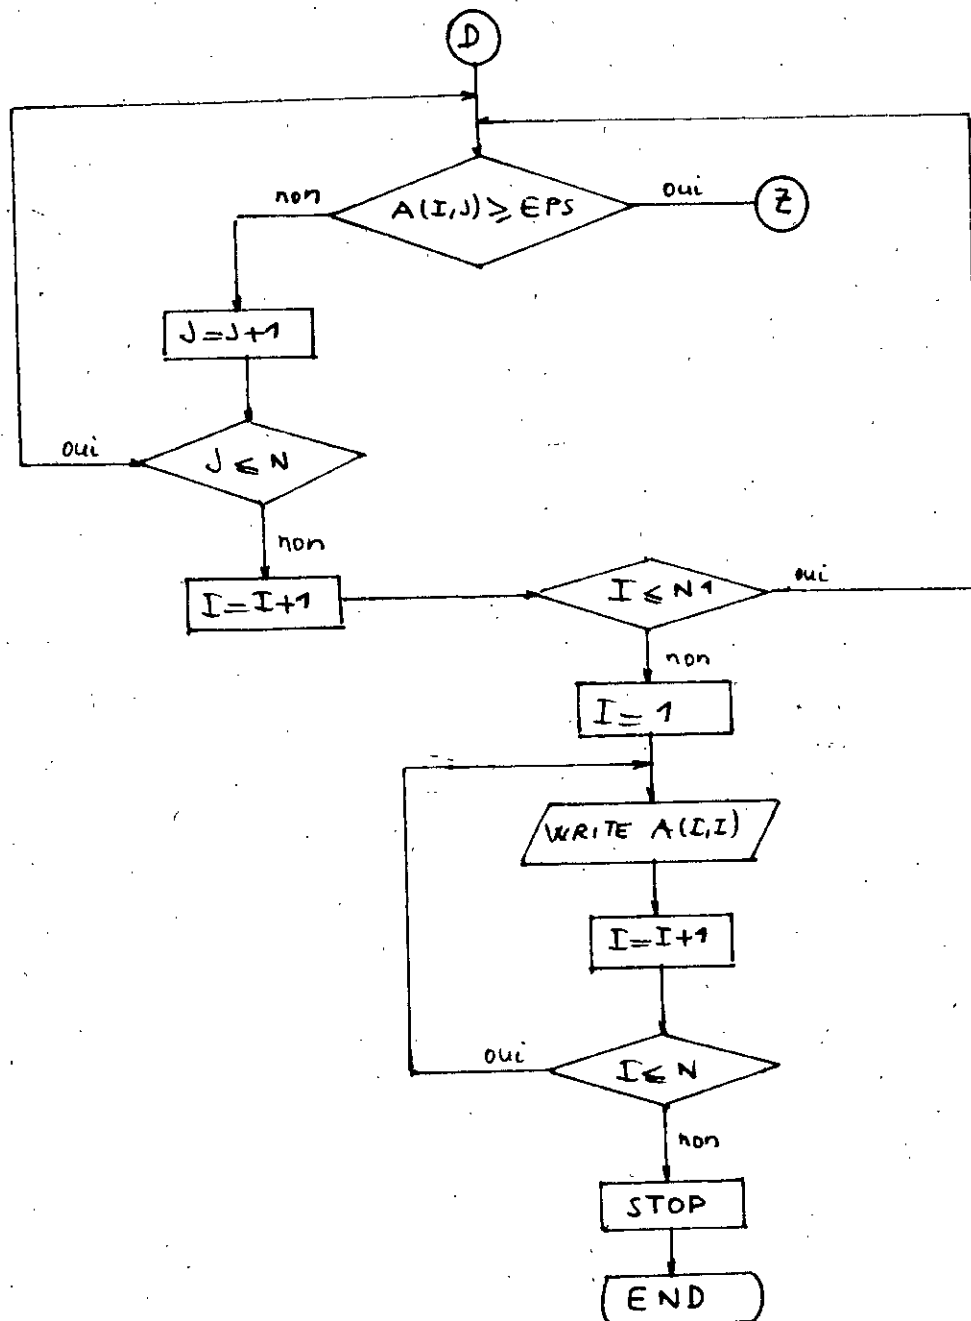 D
non
A(I,J) ⩾ EPS
oui
Z
J=J+1
oui
J ⩽ N
non
I=I+1
I ⩽ N1
oui
non
I=1
WRITE A(I,I)
I=I+1
oui
I⩽ N
non
STOP
END